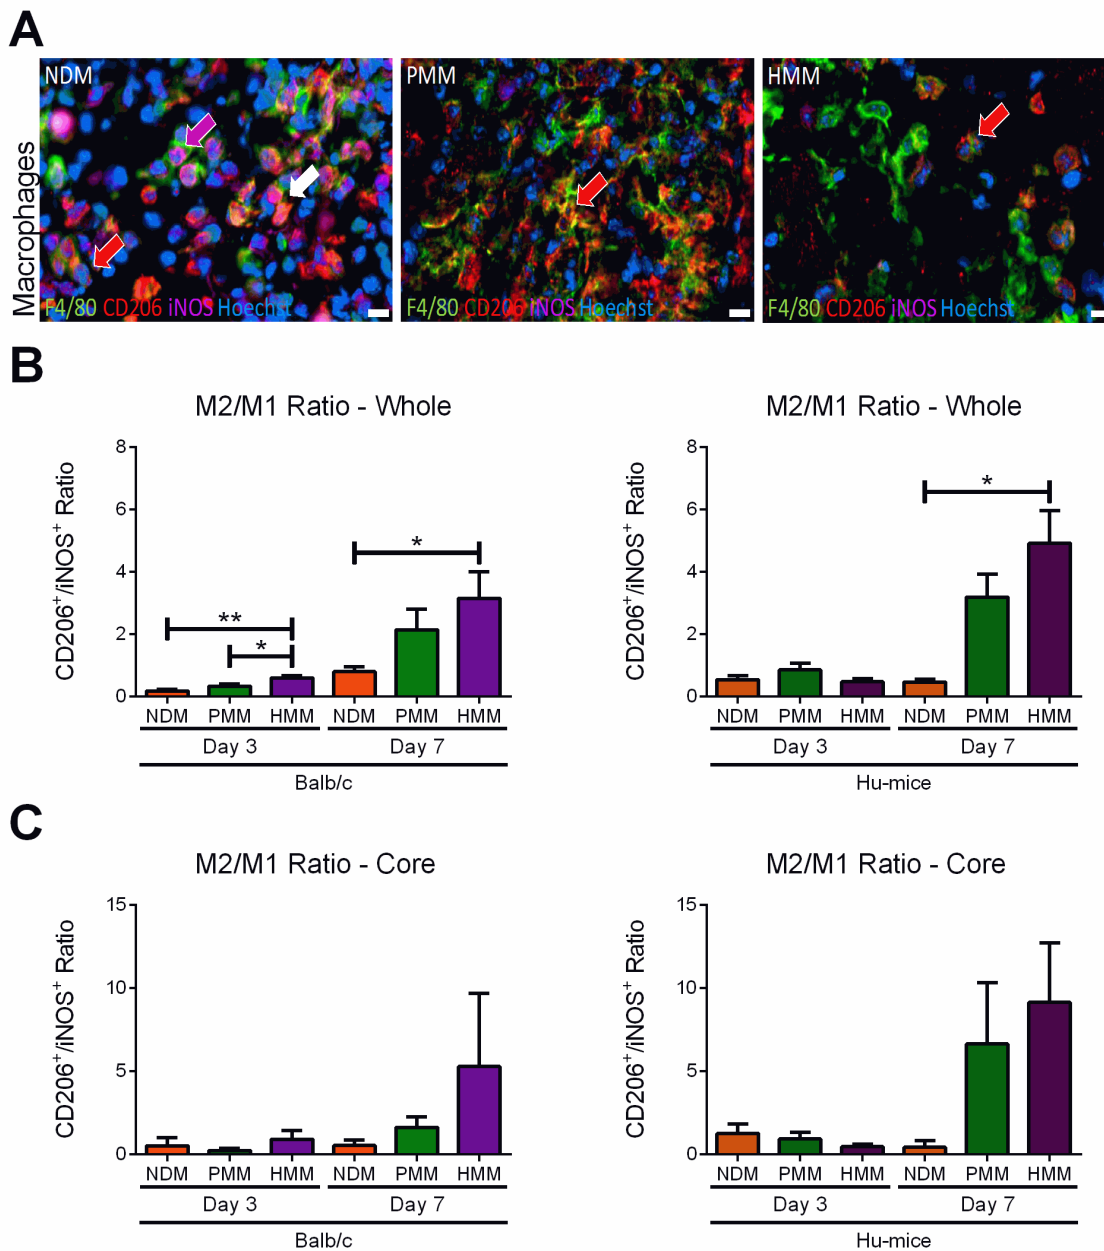 A
Macrophages
NDM
F4/80 CD206 iNOS Hoechst
PMM
F4/80 CD206 iNOS Hoechst
HMM
F4/80 CD206 iNOS Hoechst
B
M2/M1 Ratio - Whole
CD206⁺/iNOS⁺ Ratio
8
6
4
2
0
**
*
*
NDM PMM HMM NDM PMM HMM
Day 3 Day 7
Balb/c
M2/M1 Ratio - Whole
CD206⁺/iNOS⁺ Ratio
8
6
4
2
0
*
NDM PMM HMM NDM PMM HMM
Day 3 Day 7
Hu-mice
C
M2/M1 Ratio - Core
CD206⁺/iNOS⁺ Ratio
15
10
5
0
NDM PMM HMM NDM PMM HMM
Day 3 Day 7
Balb/c
M2/M1 Ratio - Core
CD206⁺/iNOS⁺ Ratio
15
10
5
0
NDM PMM HMM NDM PMM HMM
Day 3 Day 7
Hu-mice